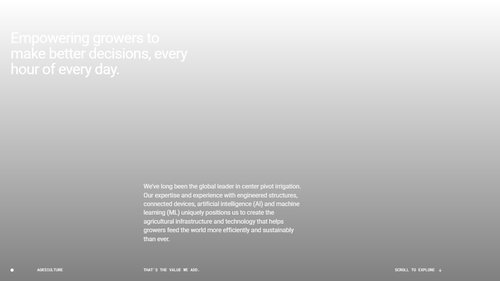 Empowering growers to
make better decisions, every
hour of every day.
We've long been the global leader in center pivot irrigation.
Our expertise and experience with engineered structures,
connected devices, artificial intelligence (AI) and machine
learning (ML) uniquely positions us to create the
agricultural infrastructure and technology that helps
growers feed the world more efficiently and sustainably
than ever.
AGRICULTURE
THAT'S THE VALUE WE ADD.
SCROLL TO EXPLORE